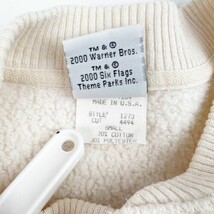 TM & ©
2000 Warner Bros.
TM & ©
2000 Six Flags
Theme Parks Inc.
MADE IN U.S.A.
STYLE# 1273
CUT 4494
SMALL
70% COTTON
30% POLYESTER